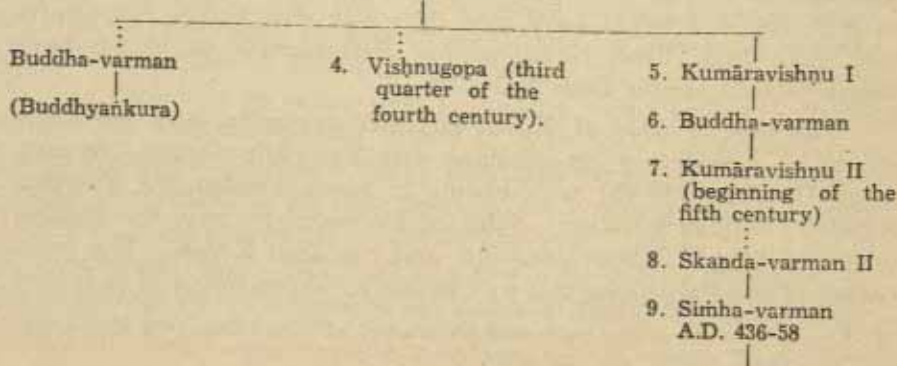 Buddha-varman
(Buddhyaṅkura)
4. Vishṇugopa (third
quarter of the
fourth century).
5. Kumāravishṇu I
6. Buddha-varman
7. Kumāravishṇu II
(beginning of the
fifth century)
8. Skanda-varman II
9. Siṁha-varman
A.D. 436-58